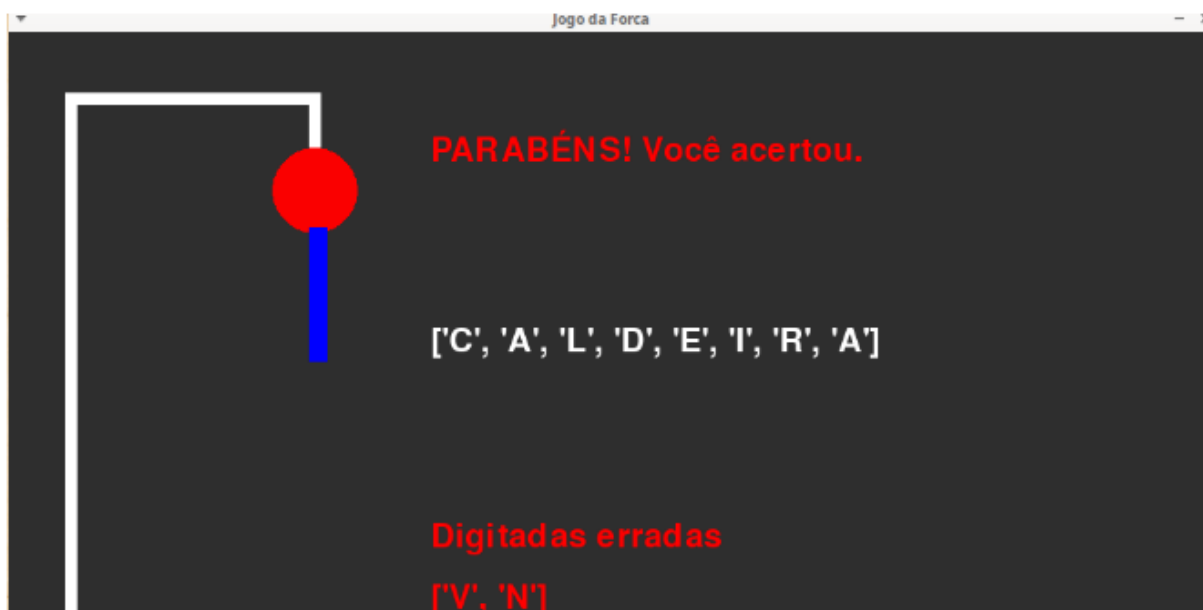 Jogo da Forca
PARABÉNS! Você acertou.
['C', 'A', 'L', 'D', 'E', 'I', 'R', 'A']
Digitadas erradas
['V', 'N']